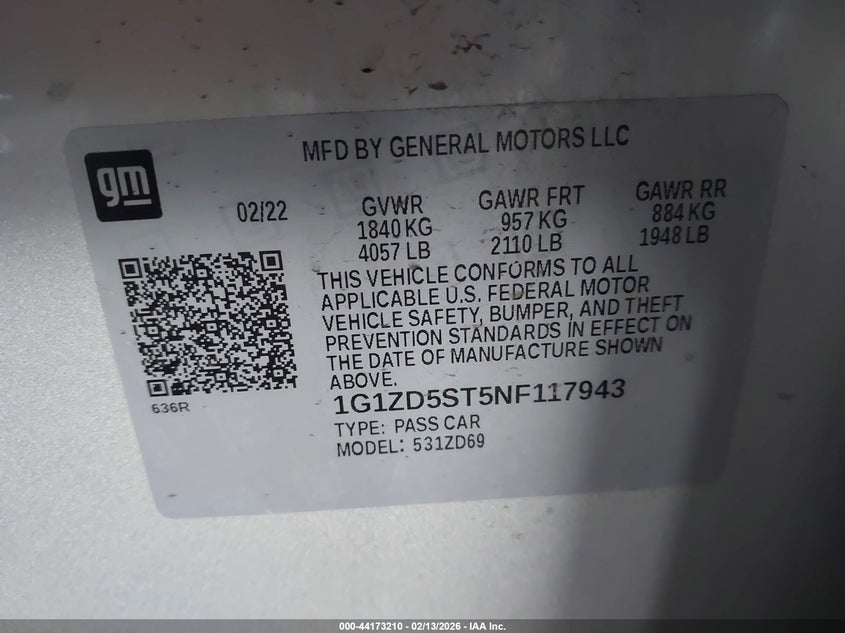 MFD BY GENERAL MOTORS LLC
gm
02/22
GVWR
1840 KG
4057 LB
GAWR FRT
957 KG
2110 LB
GAWR RR
884 KG
1948 LB
THIS VEHICLE CONFORMS TO ALL
APPLICABLE U.S. FEDERAL MOTOR
VEHICLE SAFETY, BUMPER, AND THEFT
PREVENTION STANDARDS IN EFFECT ON
THE DATE OF MANUFACTURE SHOWN
ABOVE.
636R
1G1ZD5ST5NF117943
TYPE: PASS CAR
MODEL: 531ZD69
000-44173210 - 02/13/2026 - IAA Inc.